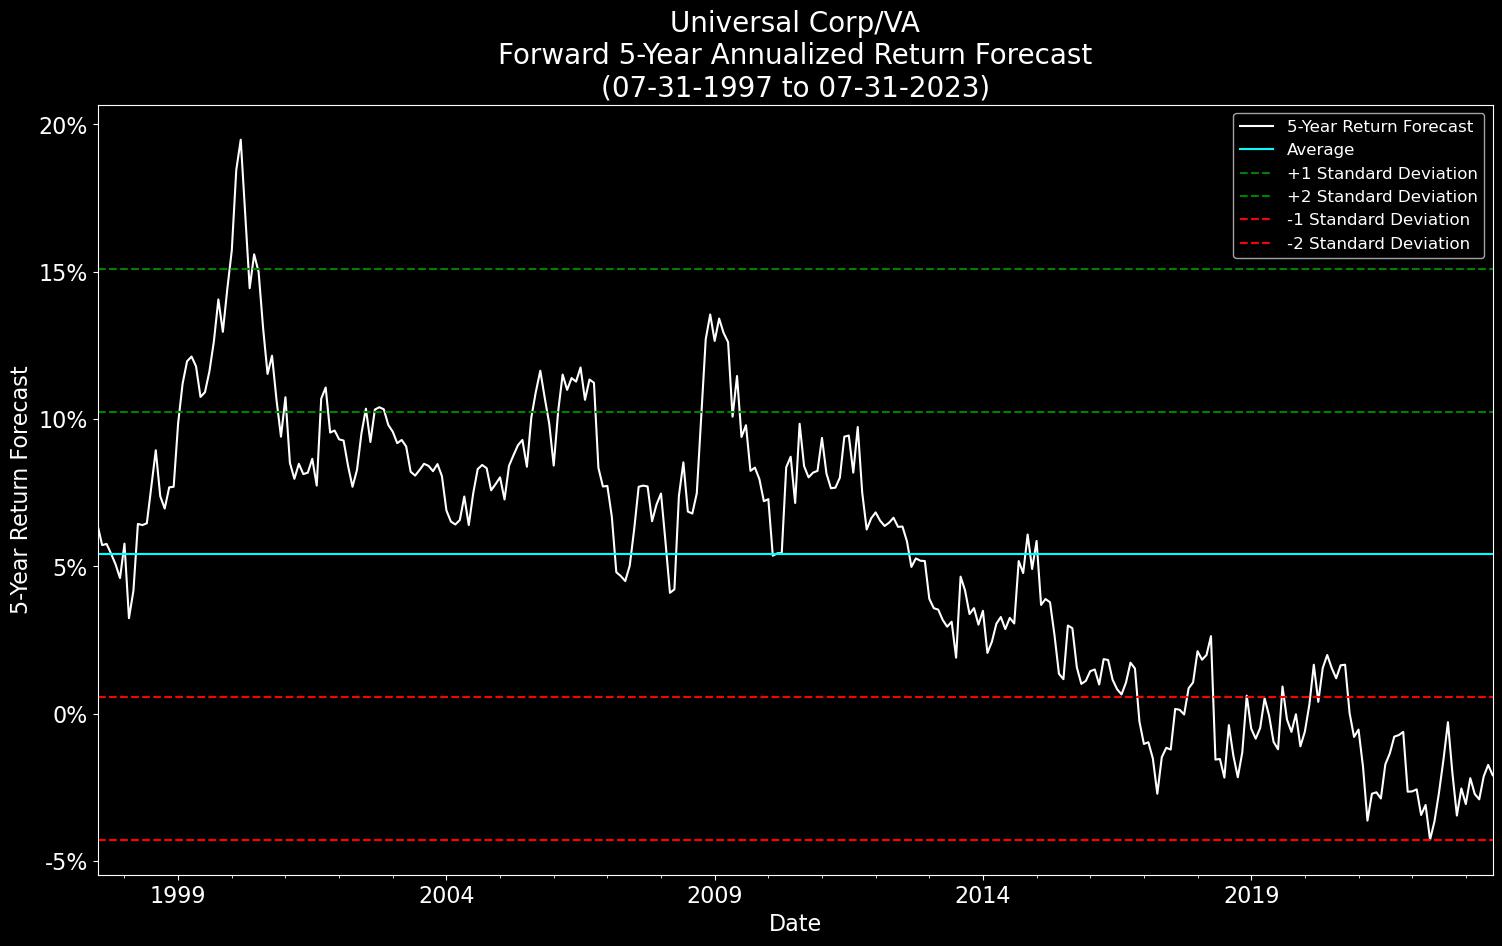 Universal Corp/VA
Forward 5-Year Annualized Return Forecast
(07-31-1997 to 07-31-2023)
5-Year Return Forecast
Average
+1 Standard Deviation
+2 Standard Deviation
-1 Standard Deviation
-2 Standard Deviation
20%
15%
10%
5%
0%
-5%
5-Year Return Forecast
1999
2004
2009
2014
2019
Date